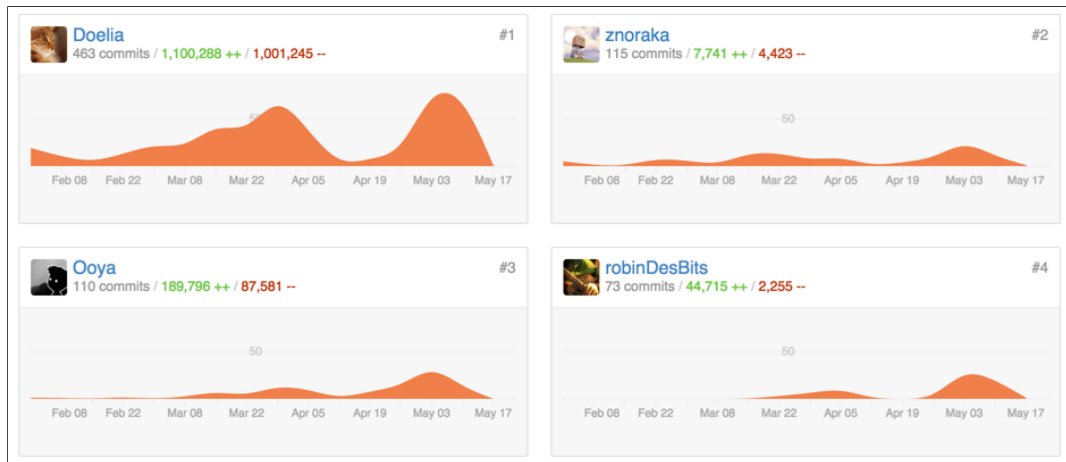 Doelia #1
463 commits / 1,100,288 ++ / 1,001,245 --
50
Feb 08 Feb 22 Mar 08 Mar 22 Apr 05 Apr 19 May 03 May 17
znoraka #2
115 commits / 7,741 ++ / 4,423 --
50
Feb 08 Feb 22 Mar 08 Mar 22 Apr 05 Apr 19 May 03 May 17
Ooya #3
110 commits / 189,796 ++ / 87,581 --
50
Feb 08 Feb 22 Mar 08 Mar 22 Apr 05 Apr 19 May 03 May 17
robinDesBits #4
73 commits / 44,715 ++ / 2,255 --
50
Feb 08 Feb 22 Mar 08 Mar 22 Apr 05 Apr 19 May 03 May 17